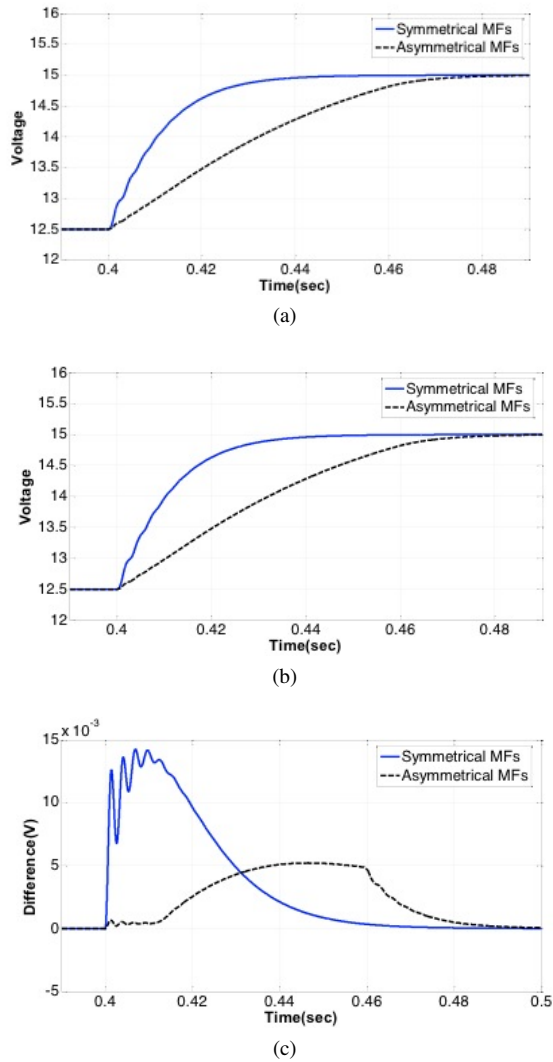 16
15.5
15
14.5
14
13.5
13
12.5
12
Voltage
Symmetrical MFs
Asymmetrical MFs
0.4 0.42 0.44 0.46 0.48
Time(sec)
(a)
16
15
14.5
14
13.5
13
12.5
12
Voltage
Symmetrical MFs
Asymmetrical MFs
0.4 0.42 0.44 0.46 0.48
Time(sec)
(b)
15 x 10⁻³
10
5
0
-5
Difference(V)
Symmetrical MFs
Asymmetrical MFs
0.4 0.42 0.44 0.46 0.48 0.5
Time(sec)
(c)